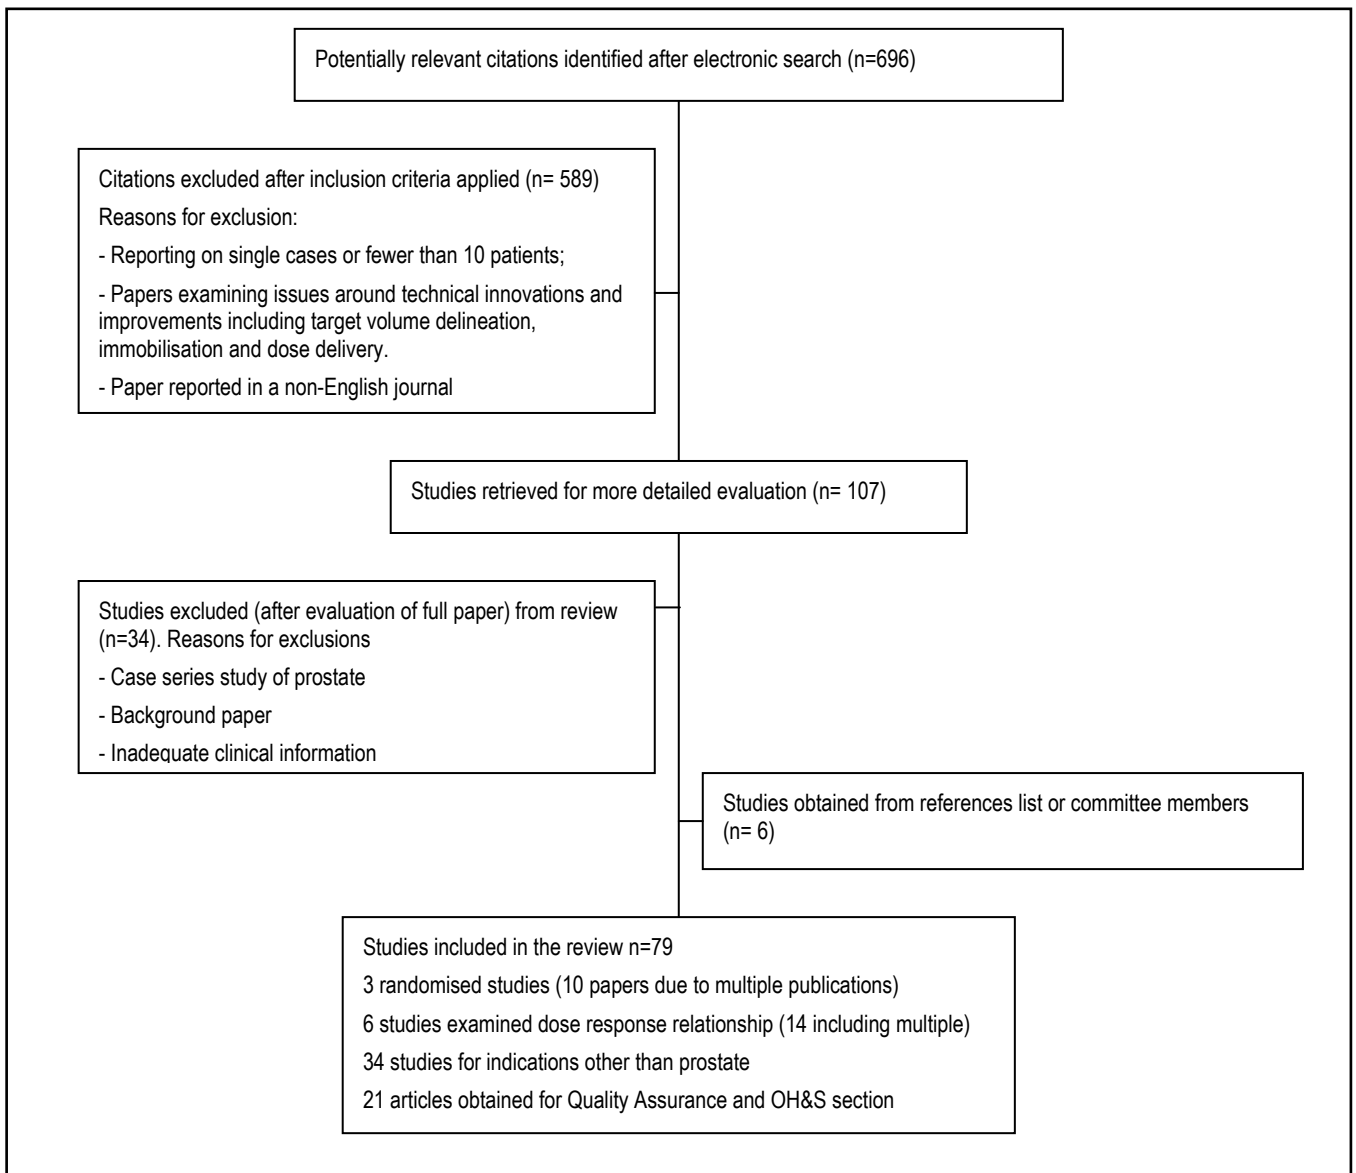 Potentially relevant citations identified after electronic search (n=696)
Citations excluded after inclusion criteria applied (n= 589)
Reasons for exclusion:
- Reporting on single cases or fewer than 10 patients;
- Papers examining issues around technical innovations and
improvements including target volume delineation,
immobilisation and dose delivery.
- Paper reported in a non-English journal
Studies retrieved for more detailed evaluation (n= 107)
Studies excluded (after evaluation of full paper) from review
(n=34). Reasons for exclusions
- Case series study of prostate
- Background paper
- Inadequate clinical information
Studies obtained from references list or committee members
(n= 6)
Studies included in the review n=79
3 randomised studies (10 papers due to multiple publications)
6 studies examined dose response relationship (14 including multiple)
34 studies for indications other than prostate
21 articles obtained for Quality Assurance and OH&S section